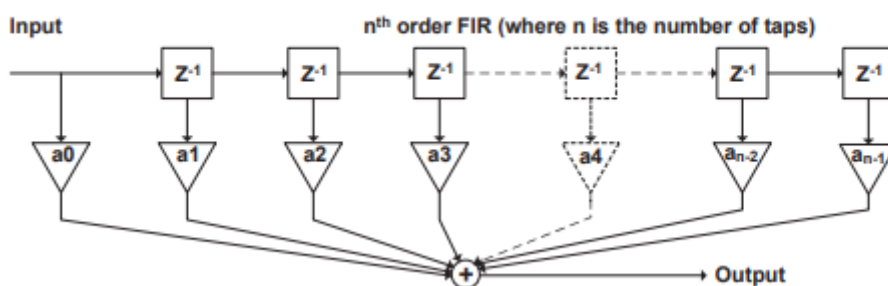 Input nᵗʰ order FIR (where n is the number of taps)
Z⁻¹ Z⁻¹ Z⁻¹ Z⁻¹ Z⁻¹ Z⁻¹
a0 a1 a2 a3 a4 aₙ₋₂ aₙ₋₁
+ Output